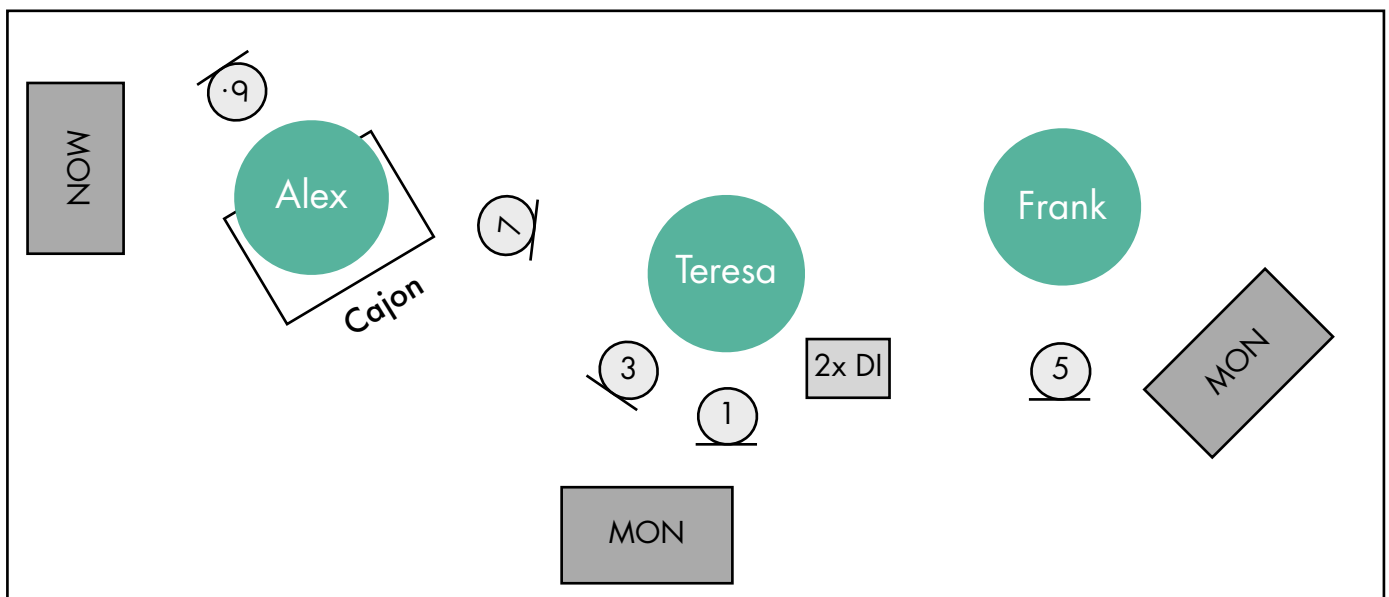 MON
6.
Alex
Cajon
7
Teresa
Frank
3
1
2x DI
5
MON
MON